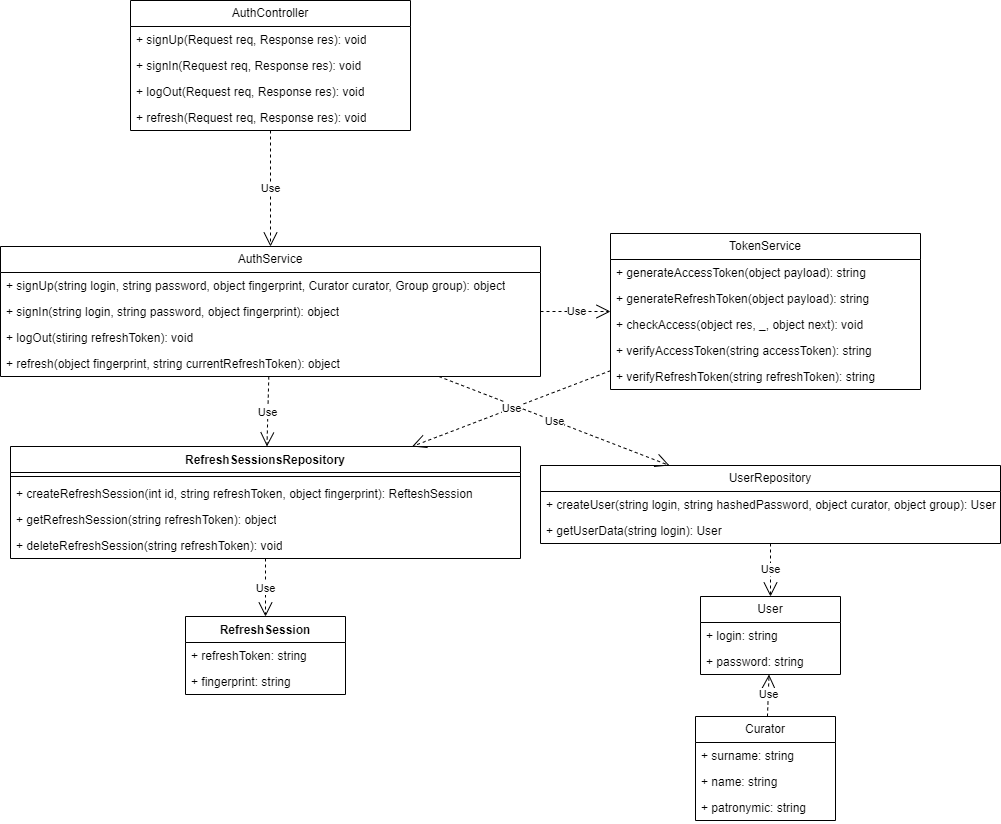 AuthController
+ signUp(Request req, Response res): void
+ signIn(Request req, Response res): void
+ logOut(Request req, Response res): void
+ refresh(Request req, Response res): void
Use
AuthService
+ signUp(string login, string password, object fingerprint, Curator curator, Group group): object
+ signIn(string login, string password, object fingerprint): object
+ logOut(stiring refreshToken): void
+ refresh(object fingerprint, string currentRefreshToken): object
Use
TokenService
+ generateAccessToken(object payload): string
+ generateRefreshToken(object payload): string
+ checkAccess(object res, _, object next): void
+ verifyAccessToken(string accessToken): string
+ verifyRefreshToken(string refreshToken): string
Use
Use
Use
RefreshSessionsRepository
+ createRefreshSession(int id, string refreshToken, object fingerprint): RefteshSession
+ getRefreshSession(string refreshToken): object
+ deleteRefreshSession(string refreshToken): void
UserRepository
+ createUser(string login, string hashedPassword, object curator, object group): User
+ getUserData(string login): User
Use
Use
RefreshSession
+ refreshToken: string
+ fingerprint: string
User
+ login: string
+ password: string
Use
Curator
+ surname: string
+ name: string
+ patronymic: string